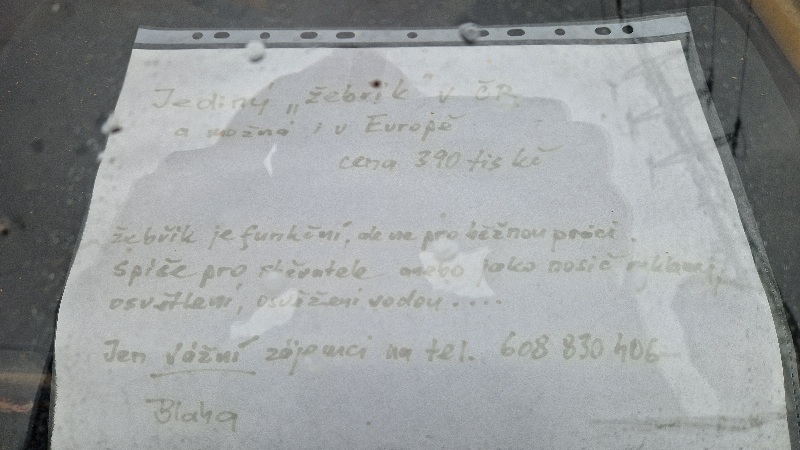 Jediný „žebřík“ v ČR
a možná i v Evropě
cena 390 tis kč
žebřík je funkční, ale ne pro běžnou práci.
Spíše pro sběratele anebo jako nosič reklamy,
osvětlení, osvěžení vodou....
Jen vážní zájemci na tel. 608 830 406
Blaha